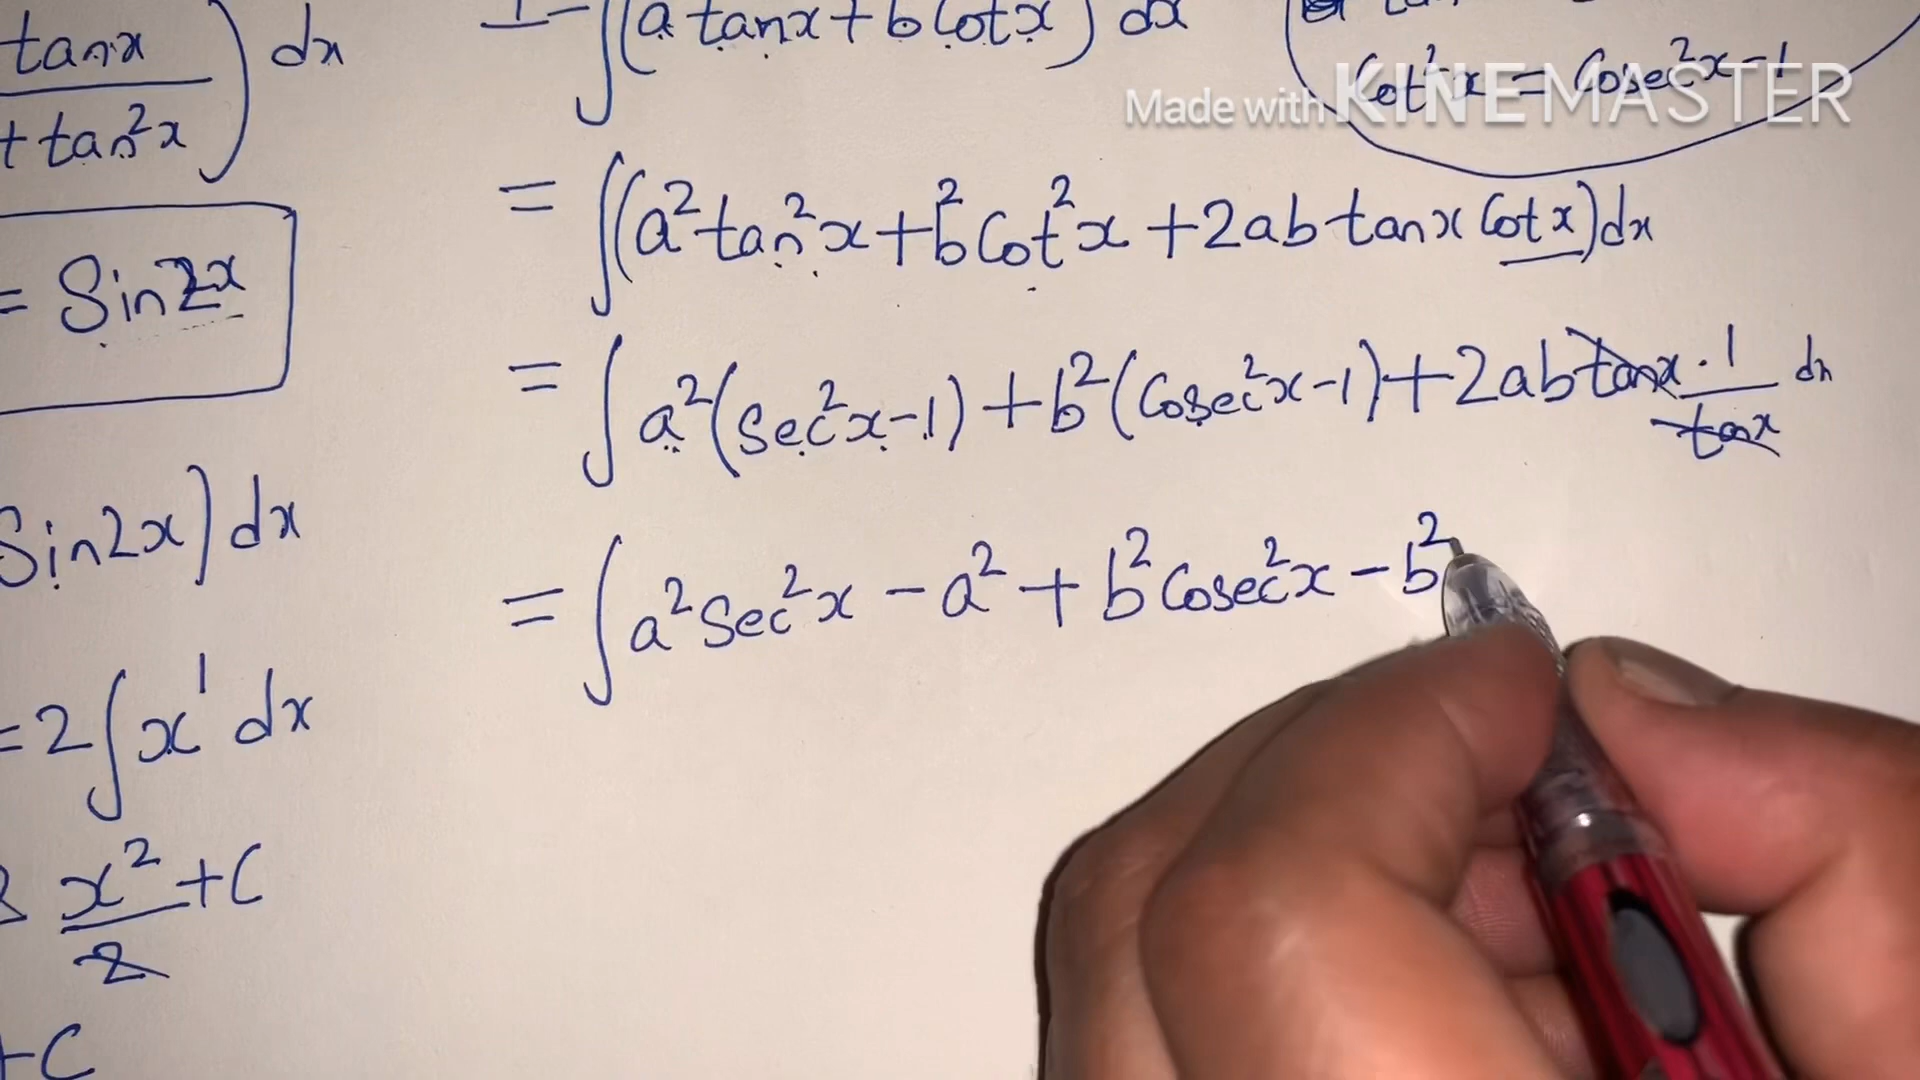 tanx
+ tan²x
) dx
= Sin2x
Sin2x) dx
= 2∫x¹ dx
x²/2 + C
+C
I = ∫(a tanx + b Cotx) dx
Cot²x = Cosec²x - 1
Made with KINEMASTER
= ∫(a² tan²x + b² Cot²x + 2ab tanx Cotx) dx
= ∫ a²(Sec²x - 1) + b²(Cosec²x - 1) + 2ab tanx · 1/tanx dx
= ∫ a² Sec²x - a² + b² Cosec²x - b²